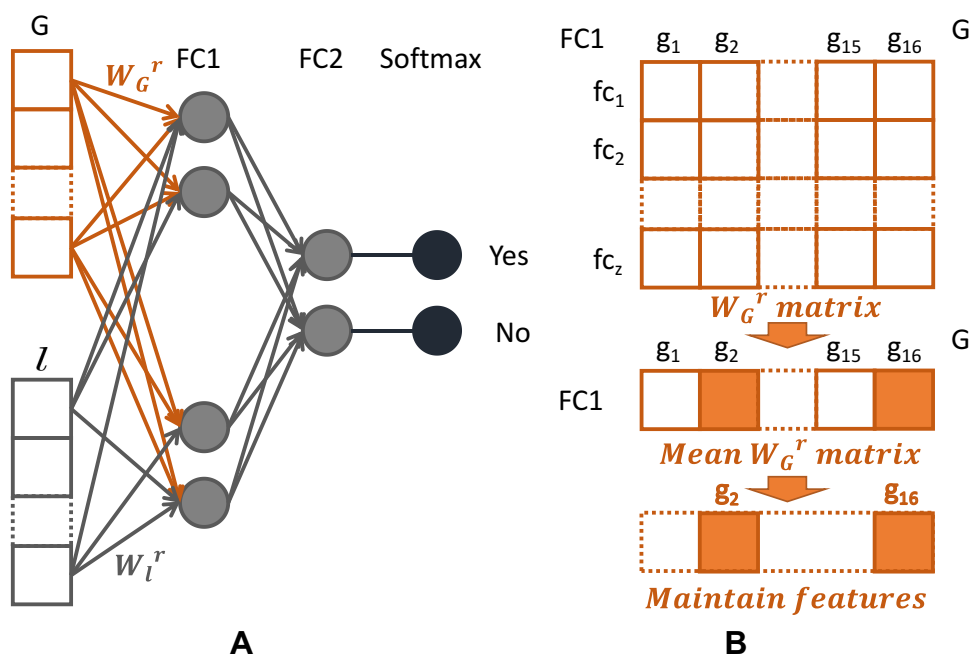 G
FC1
FC2
Softmax
W_G^r
Yes
No
l
W_l^r
A
G
FC1
g₁ g₂ g₁₅ g₁₆
fc₁
fc₂
fc_z
W_G^r matrix
G
g₁ g₂ g₁₅ g₁₆
FC1
Mean W_G^r matrix
g₂ g₁₆
Maintain features
B